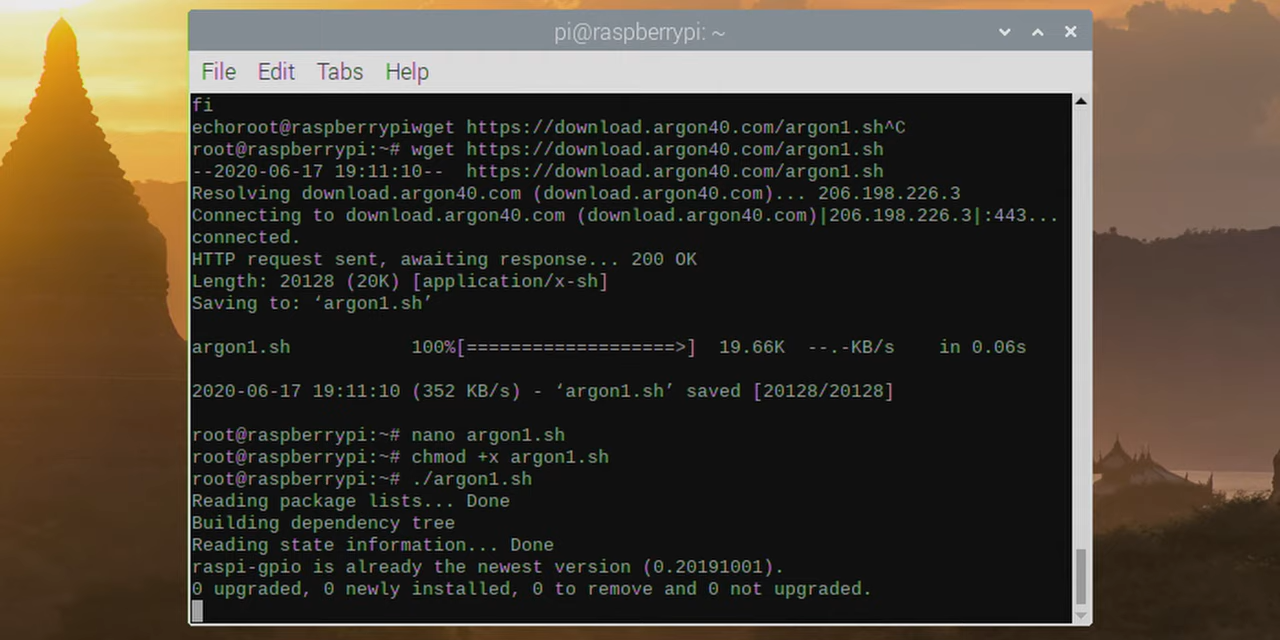 pi@raspberrypi: ~
File Edit Tabs Help
fi
echoroot@raspberrypiwget https://download.argon40.com/argon1.sh^C
root@raspberrypi:~# wget https://download.argon40.com/argon1.sh
--2020-06-17 19:11:10--  https://download.argon40.com/argon1.sh
Resolving download.argon40.com (download.argon40.com)... 206.198.226.3
Connecting to download.argon40.com (download.argon40.com)|206.198.226.3|:443...
connected.
HTTP request sent, awaiting response... 200 OK
Length: 20128 (20K) [application/x-sh]
Saving to: ‘argon1.sh’
argon1.sh           100%[===================>]  19.66K  --.-KB/s    in 0.06s
2020-06-17 19:11:10 (352 KB/s) - ‘argon1.sh’ saved [20128/20128]
root@raspberrypi:~# nano argon1.sh
root@raspberrypi:~# chmod +x argon1.sh
root@raspberrypi:~# ./argon1.sh
Reading package lists... Done
Building dependency tree
Reading state information... Done
raspi-gpio is already the newest version (0.20191001).
0 upgraded, 0 newly installed, 0 to remove and 0 not upgraded.